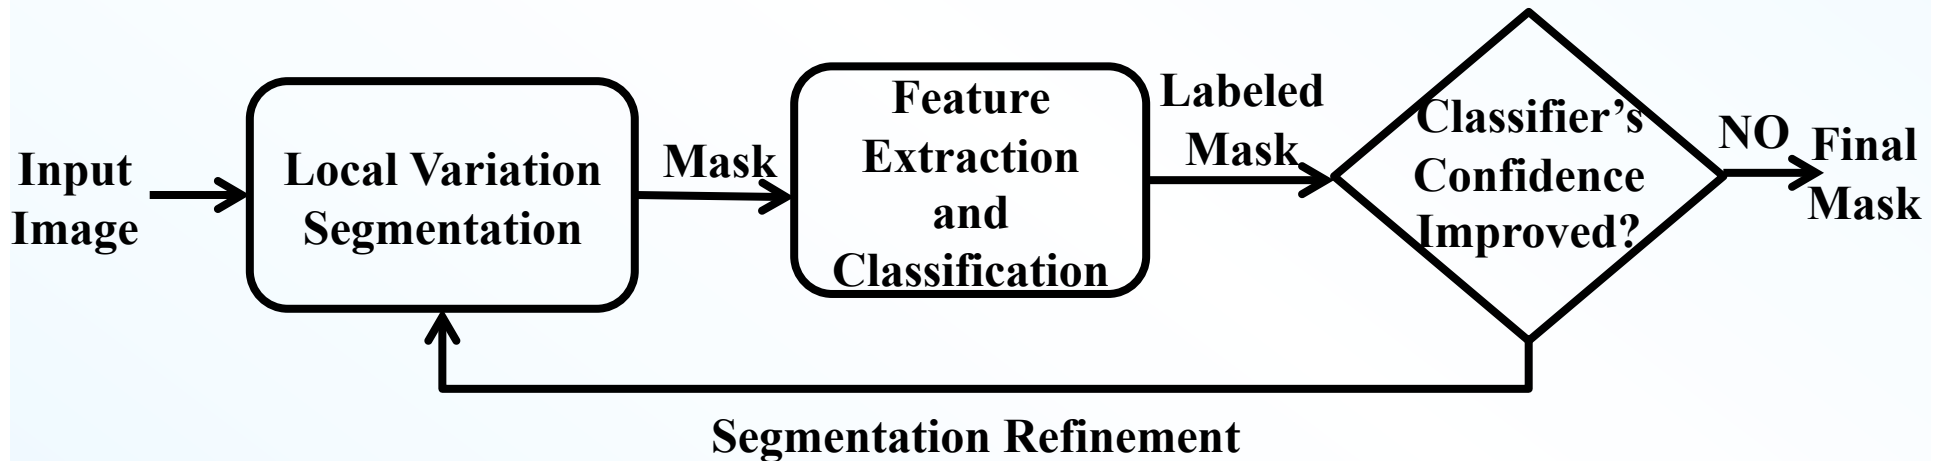 Input
Image
Local Variation
Segmentation
Mask
Feature
Extraction
and
Classification
Labeled
Mask
Classifier’s
Confidence
Improved?
NO
Final
Mask
Segmentation Refinement